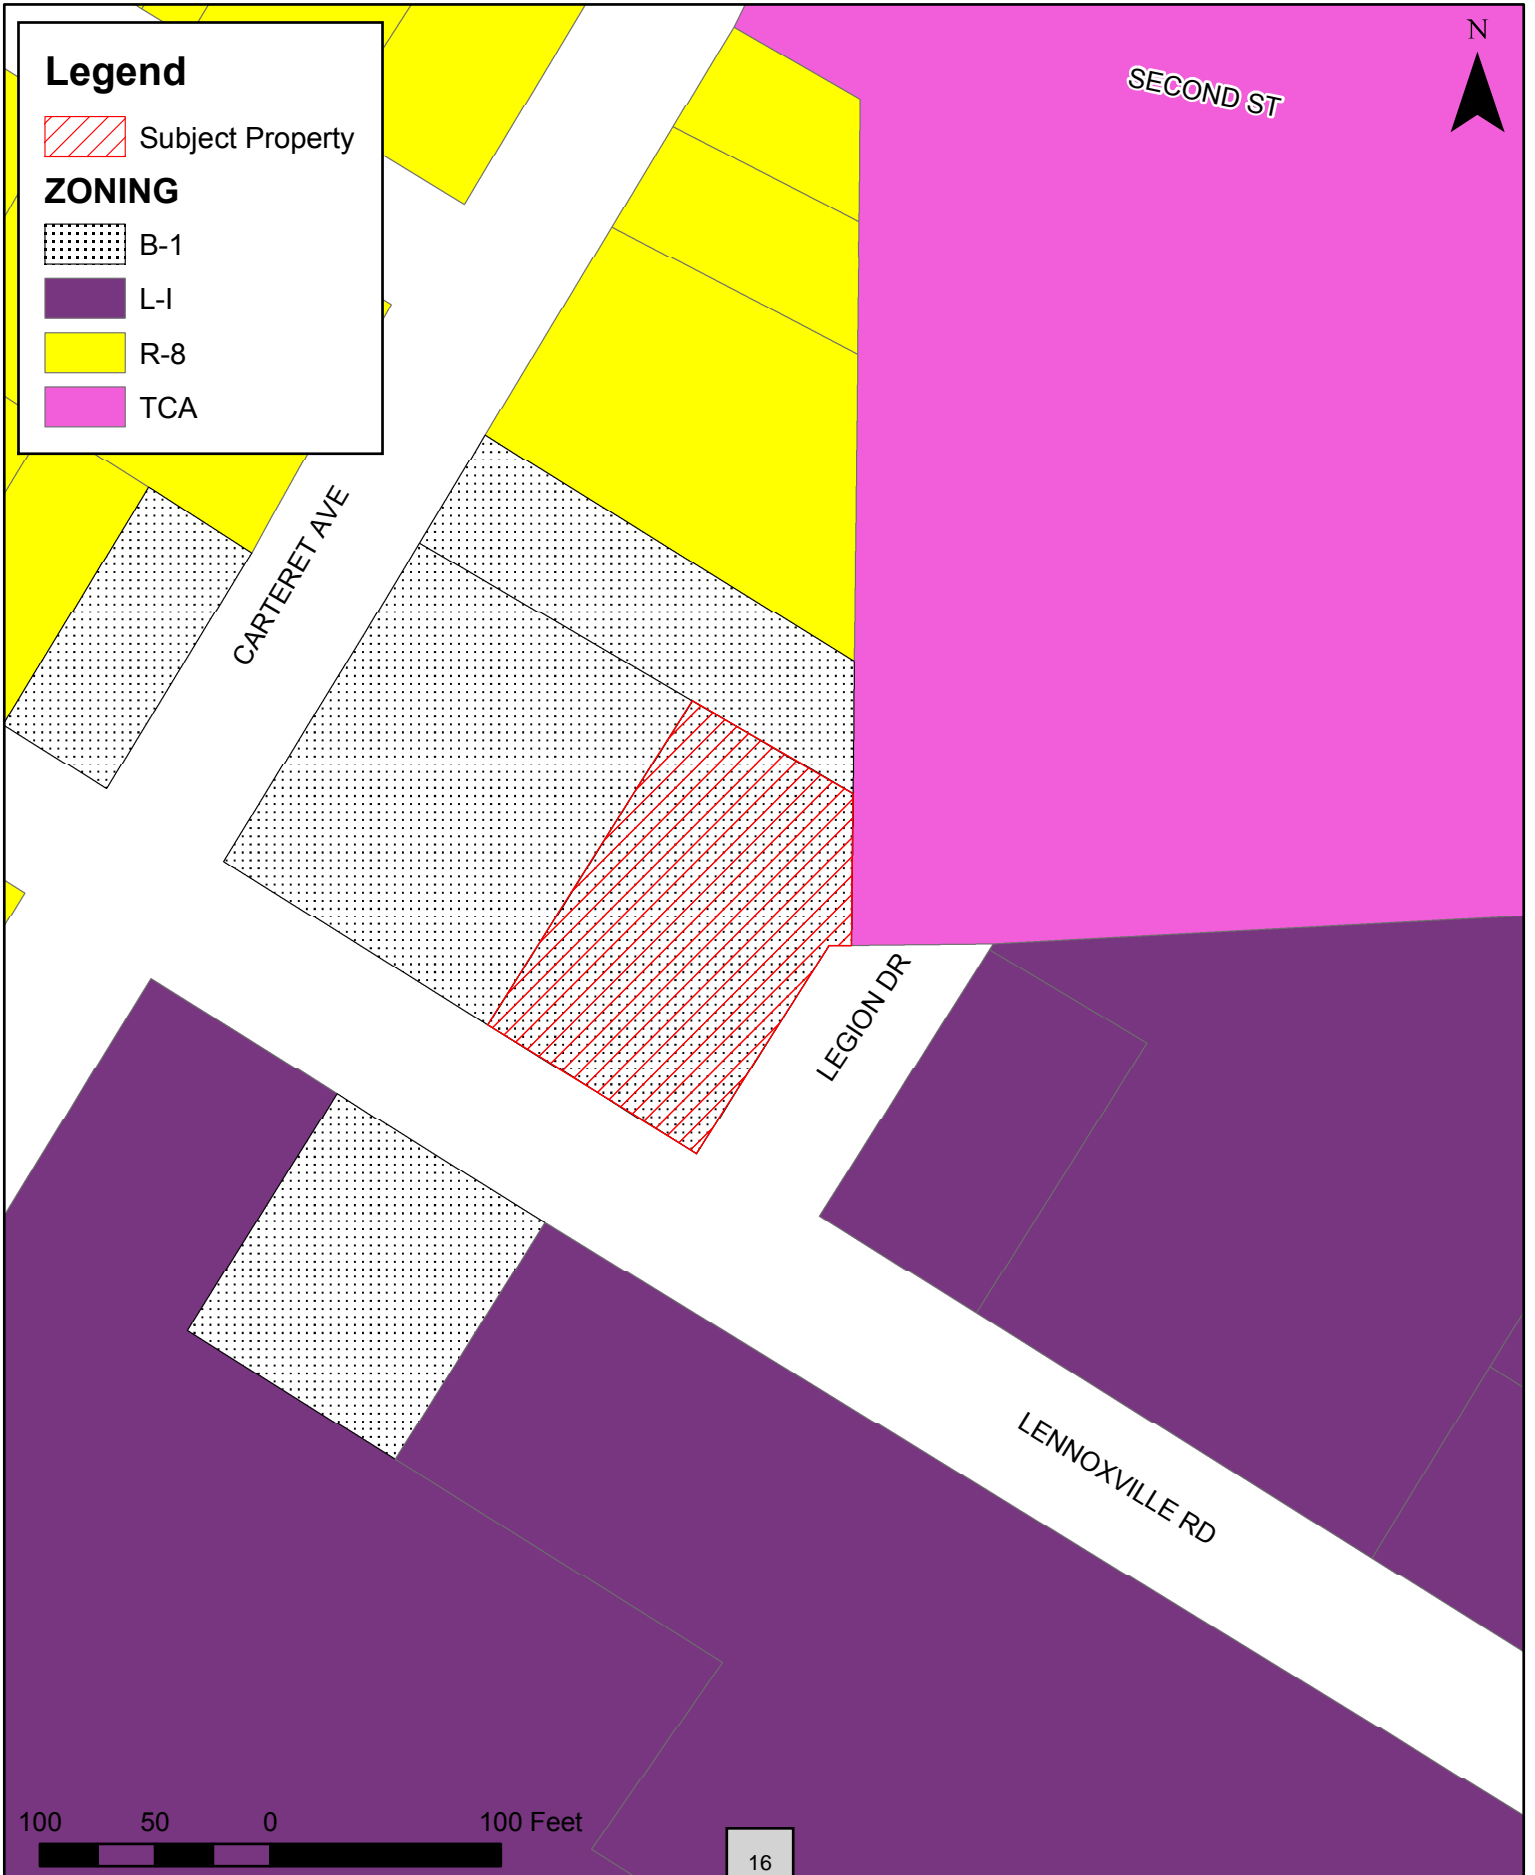 Legend
Subject Property
ZONING
B-1
L-I
R-8
TCA
N
SECOND ST
CARTERET AVE
LEGION DR
LENNOXVILLE RD
100 50 0 100 Feet
16